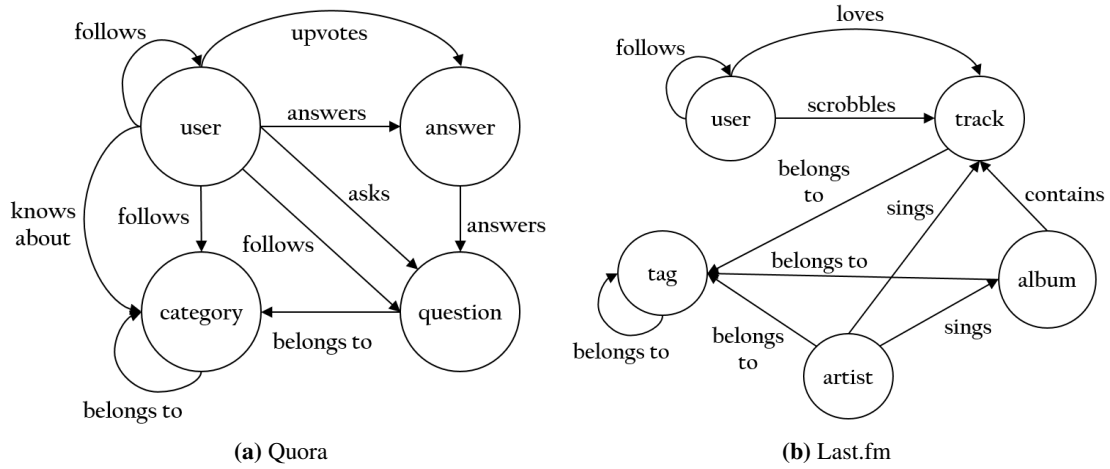 follows
upvotes
user
answers
answer
knows
about
follows
asks
follows
answers
category
question
belongs to
belongs to
(a) Quora
loves
follows
user
scrobbles
track
belongs
to
sings
contains
tag
belongs to
album
belongs to
belongs
to
sings
artist
(b) Last.fm